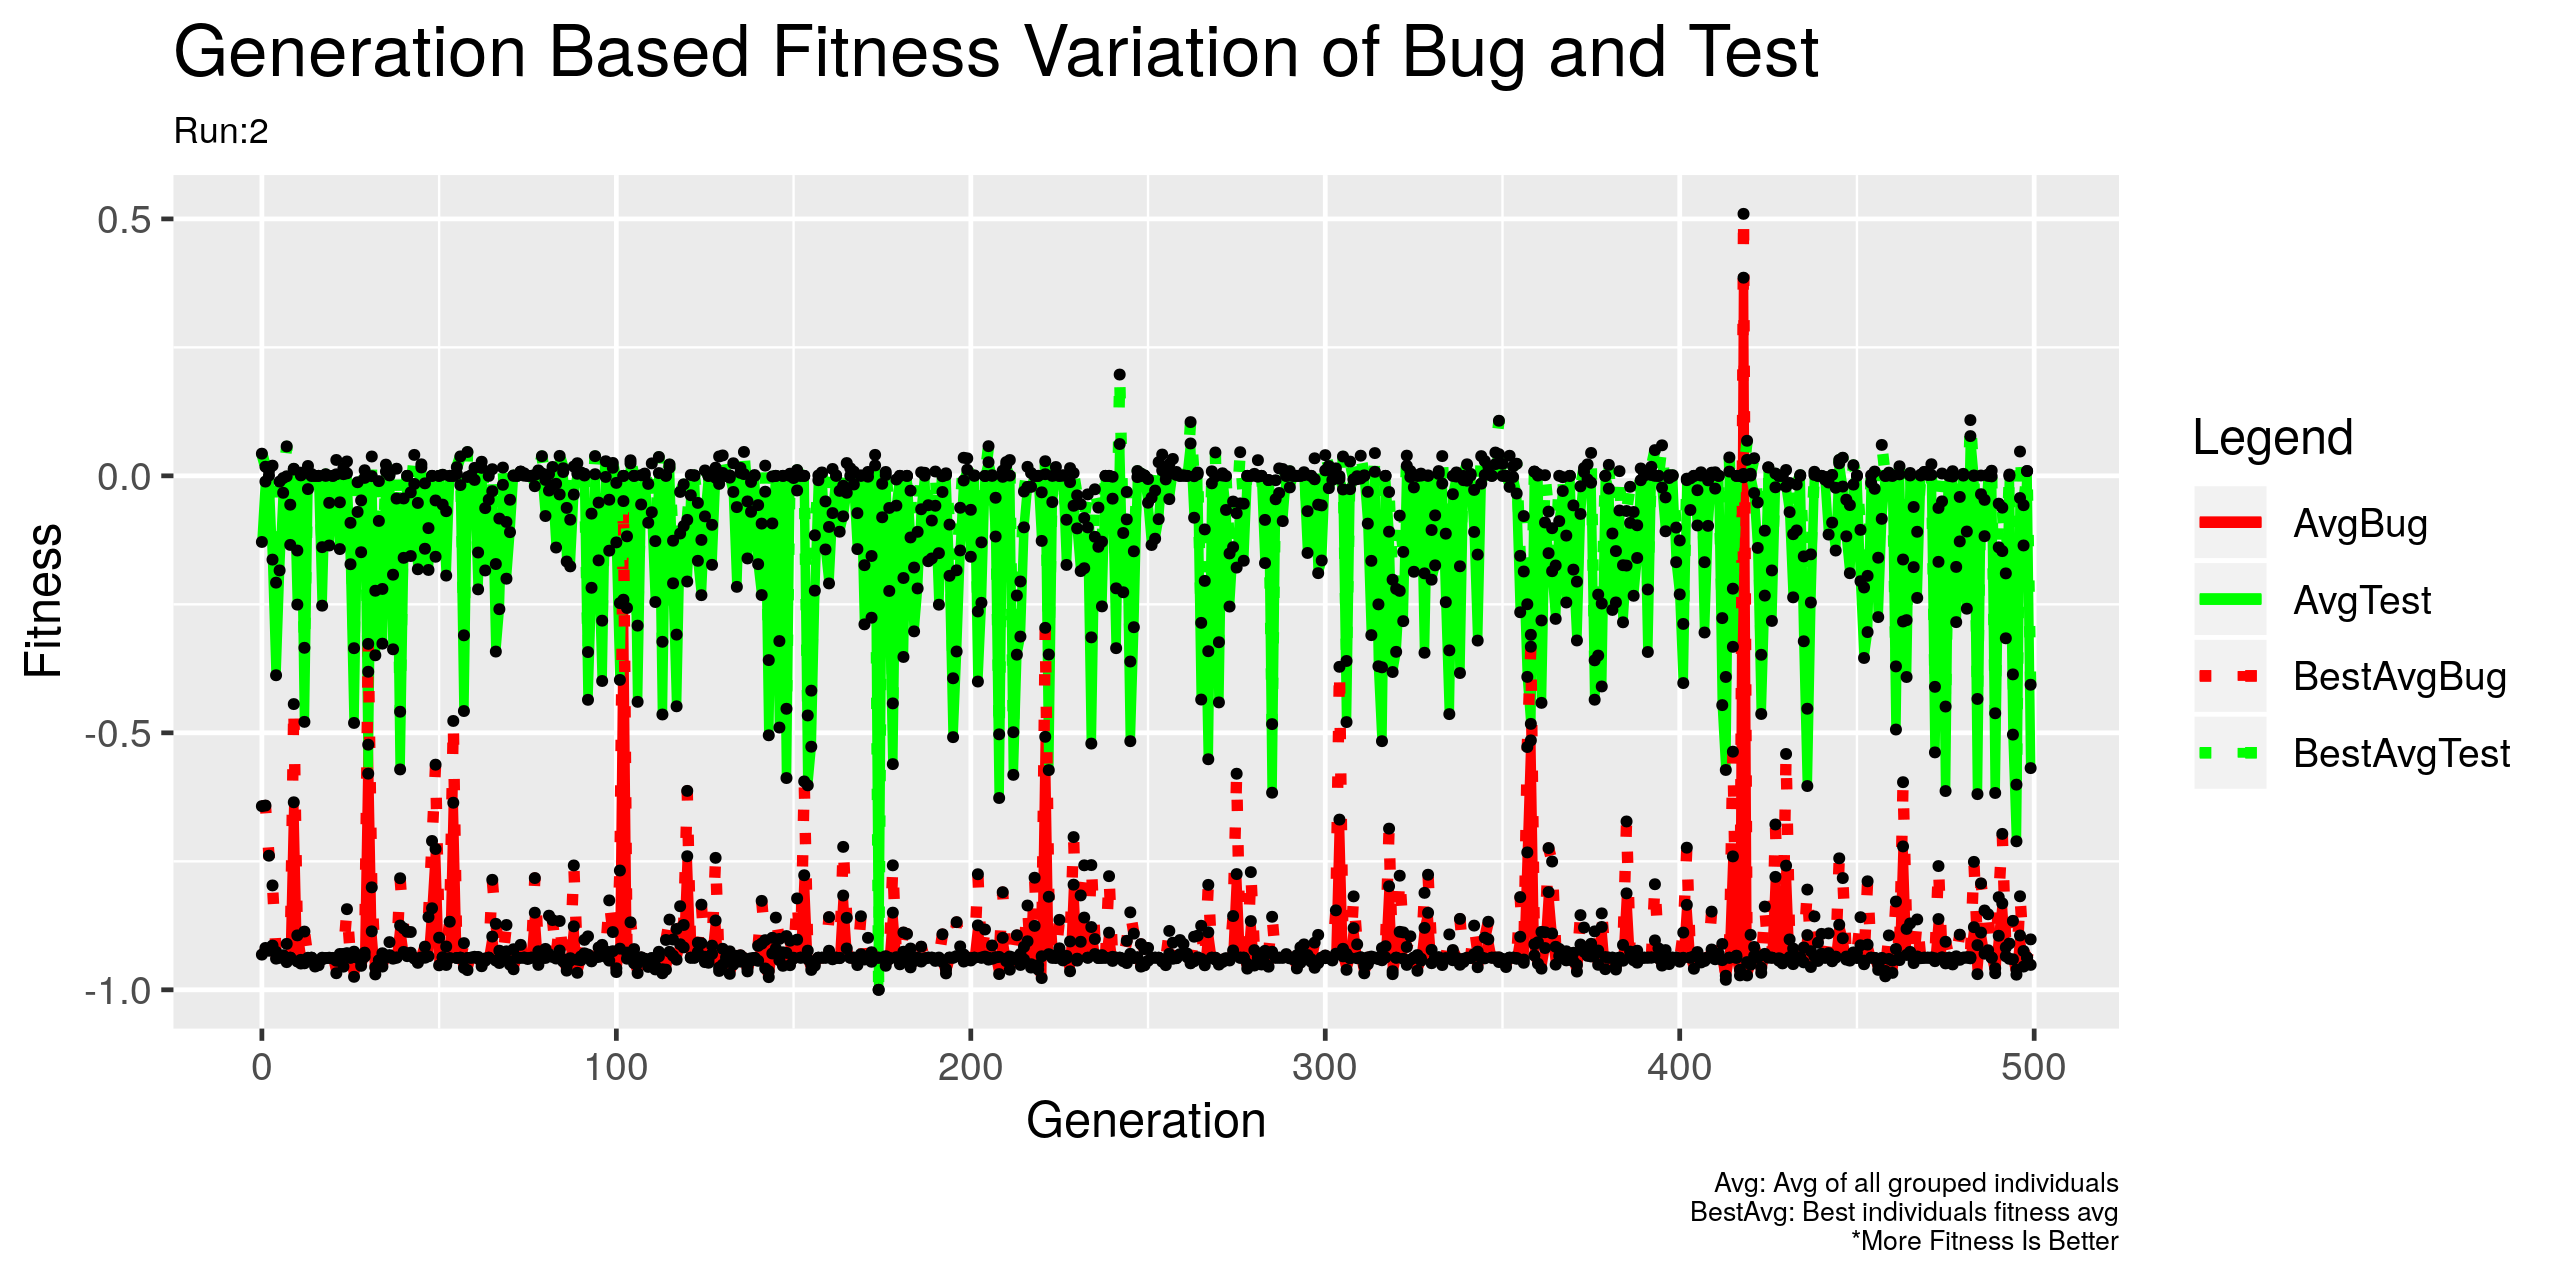 Generation Based Fitness Variation of Bug and Test
Run:2
Fitness
0.5
0.0
-0.5
-1.0
0
100
200
300
400
500
Generation
Legend
AvgBug
AvgTest
BestAvgBug
BestAvgTest
Avg: Avg of all grouped individuals
BestAvg: Best individuals fitness avg
*More Fitness Is Better